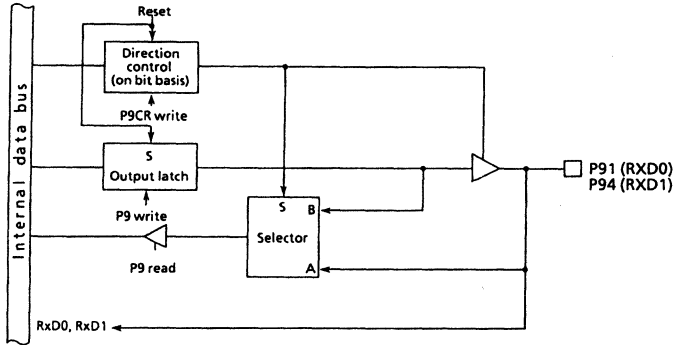 Reset
Direction
control
(on bit basis)
P9CR write
Internal data bus
S
Output latch
P91 (RXD0)
P94 (RXD1)
P9 write
S
B
Selector
A
P9 read
RxD0, RxD1